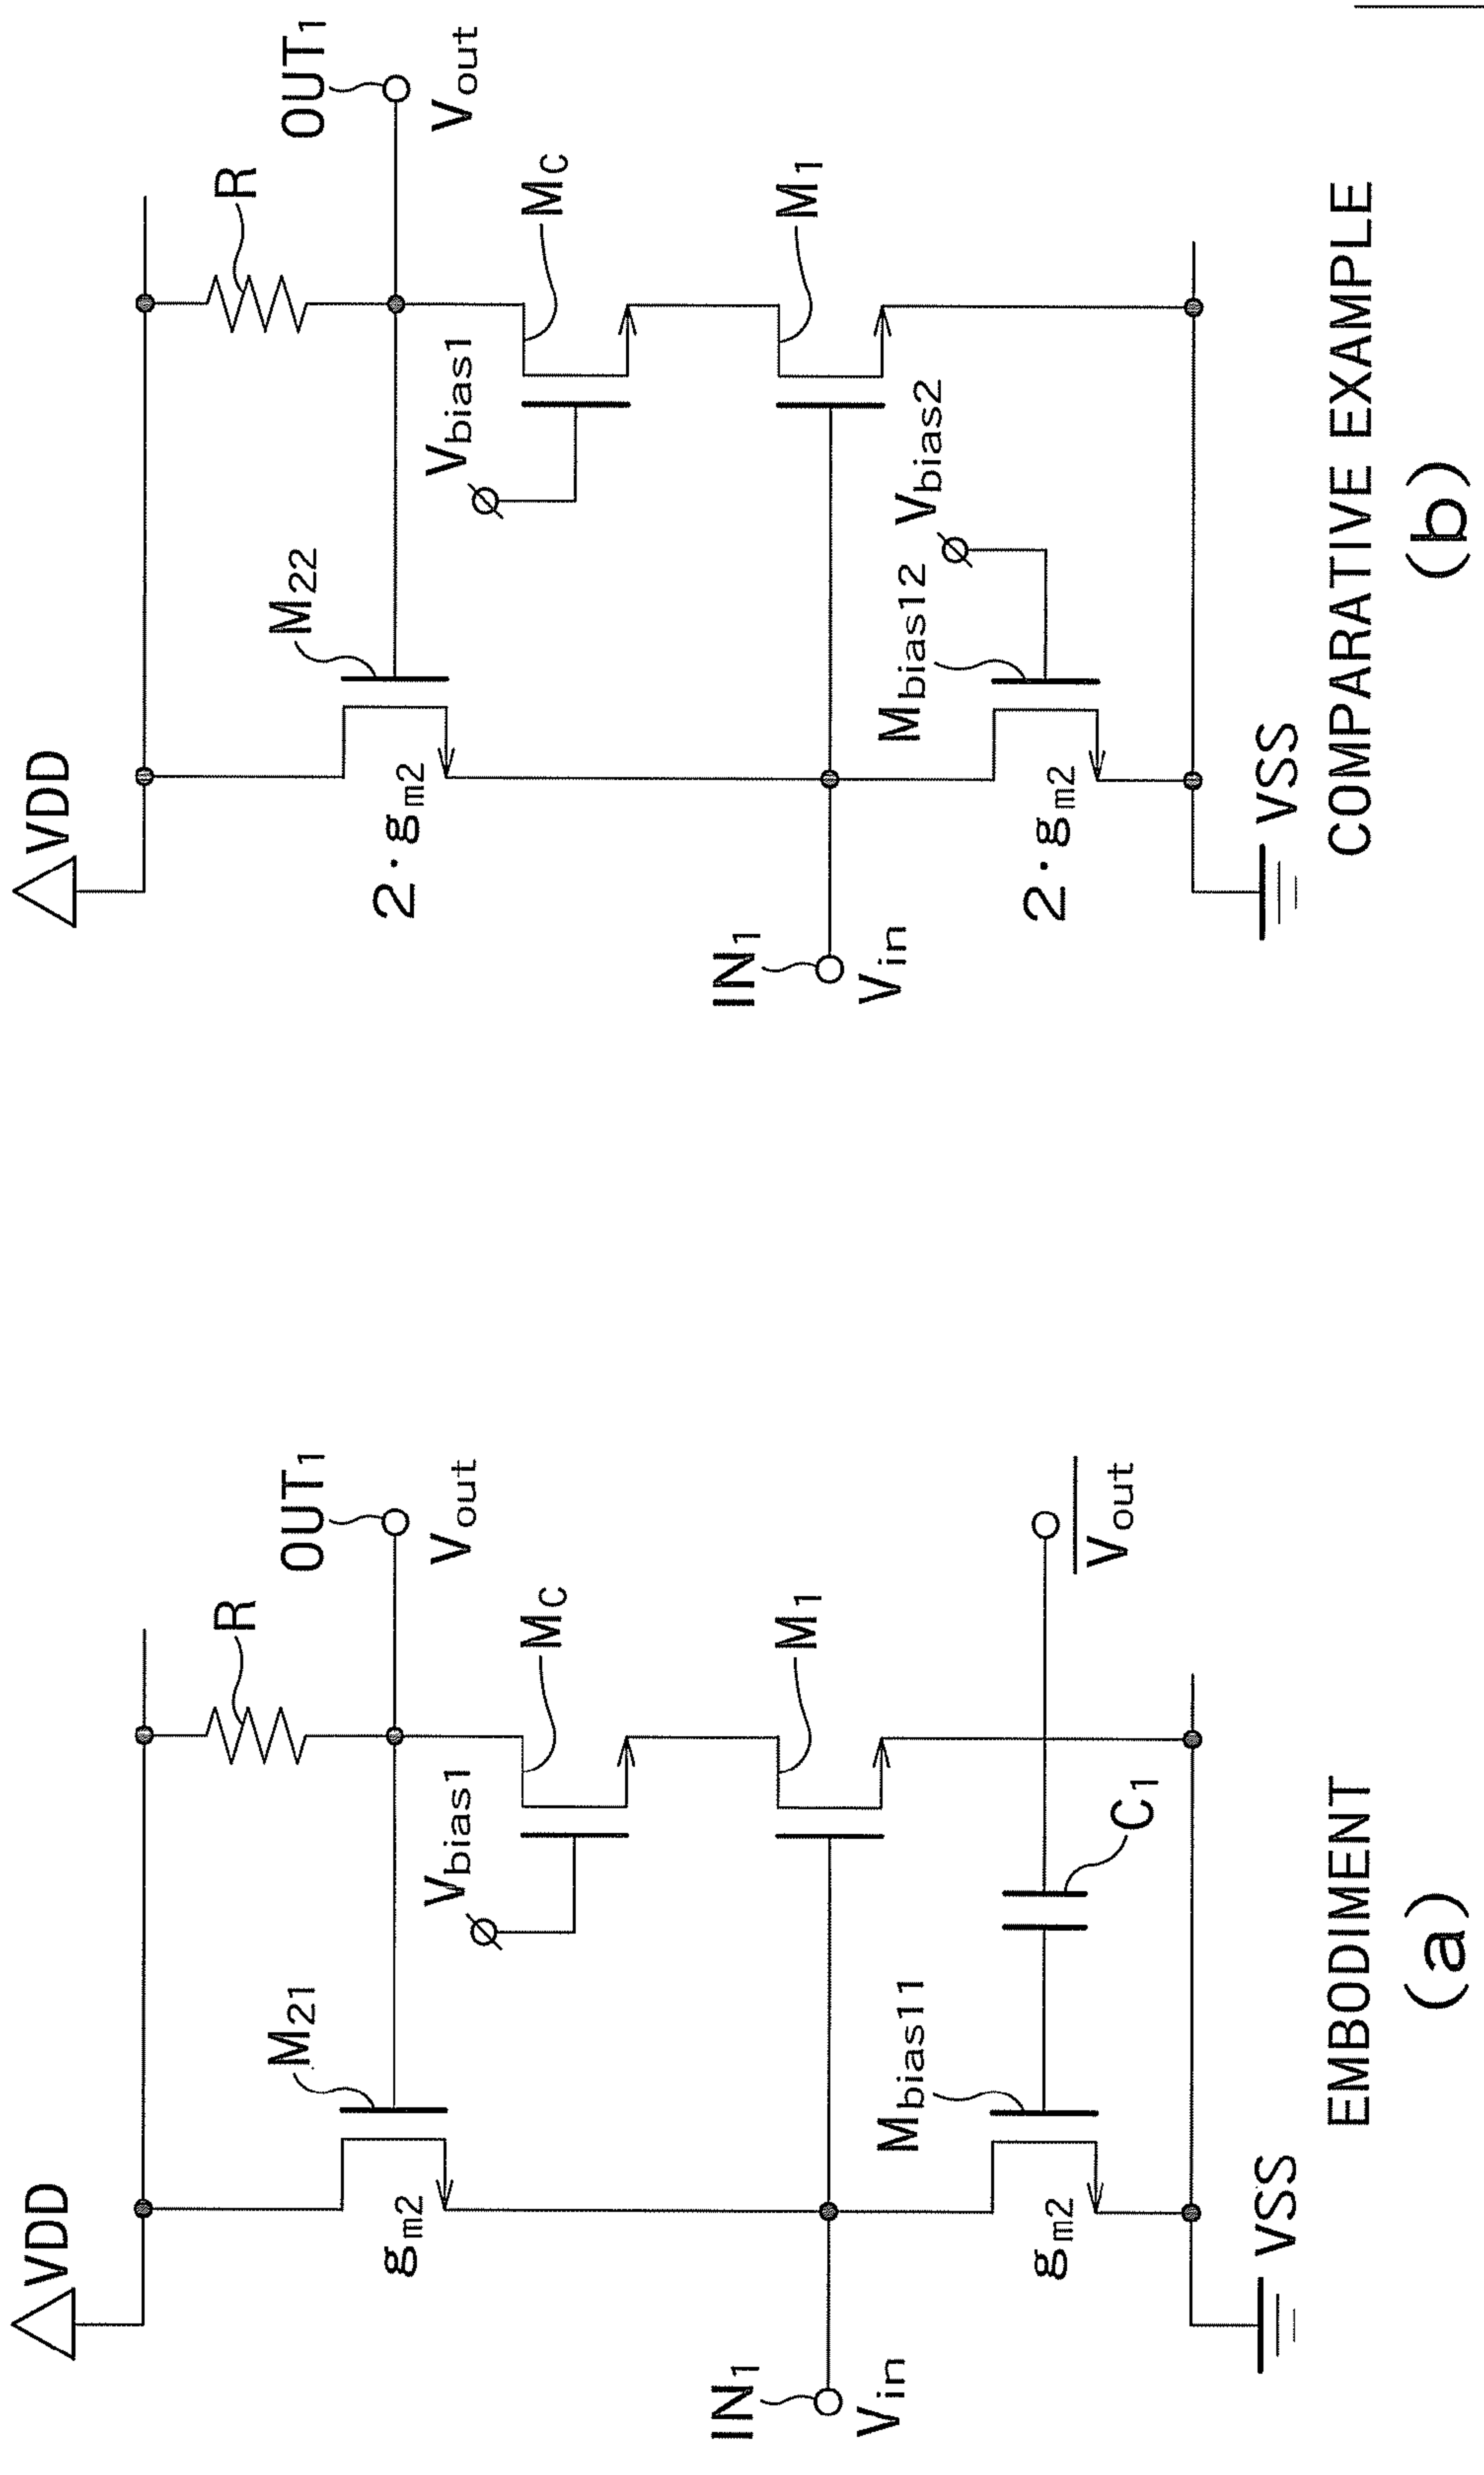 VDD
R
OUT1
Vout
M21
gm2
Vbias1
MC
IN1
Vin
M1
Mbias11
gm2
C1
Vout
VSS
EMBODIMENT
(a)
VDD
R
OUT1
Vout
M22
2·gm2
Vbias1
MC
IN1
Vin
M1
Mbias12
Vbias2
2·gm2
VSS
COMPARATIVE EXAMPLE
(b)